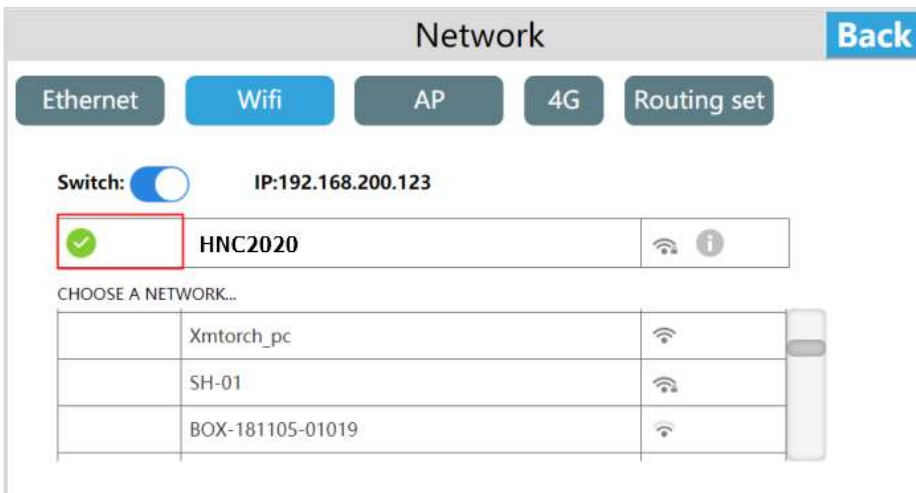 Network
Back
Ethernet
Wifi
AP
4G
Routing set
Switch:
IP:192.168.200.123
HNC2020
CHOOSE A NETWORK...
Xmtorch_pc
SH-01
BOX-181105-01019